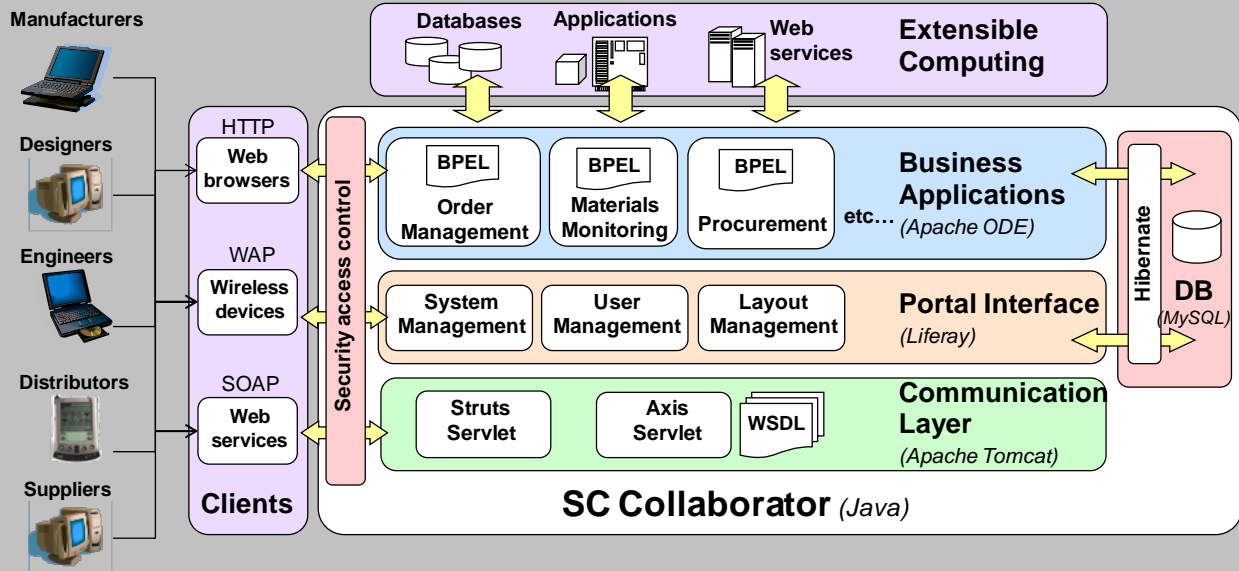 Manufacturers
Designers
Engineers
Distributors
Suppliers
HTTP
Web
browsers
WAP
Wireless
devices
SOAP
Web
services
Clients
Databases
Applications
Web
services
Extensible
Computing
Security access control
BPEL
Order
Management
BPEL
Materials
Monitoring
BPEL
Procurement
etc...
Business
Applications
(Apache ODE)
System
Management
User
Management
Layout
Management
Portal Interface
(Liferay)
Struts
Servlet
Axis
Servlet
WSDL
Communication
Layer
(Apache Tomcat)
Hibernate
DB
(MySQL)
SC Collaborator (Java)